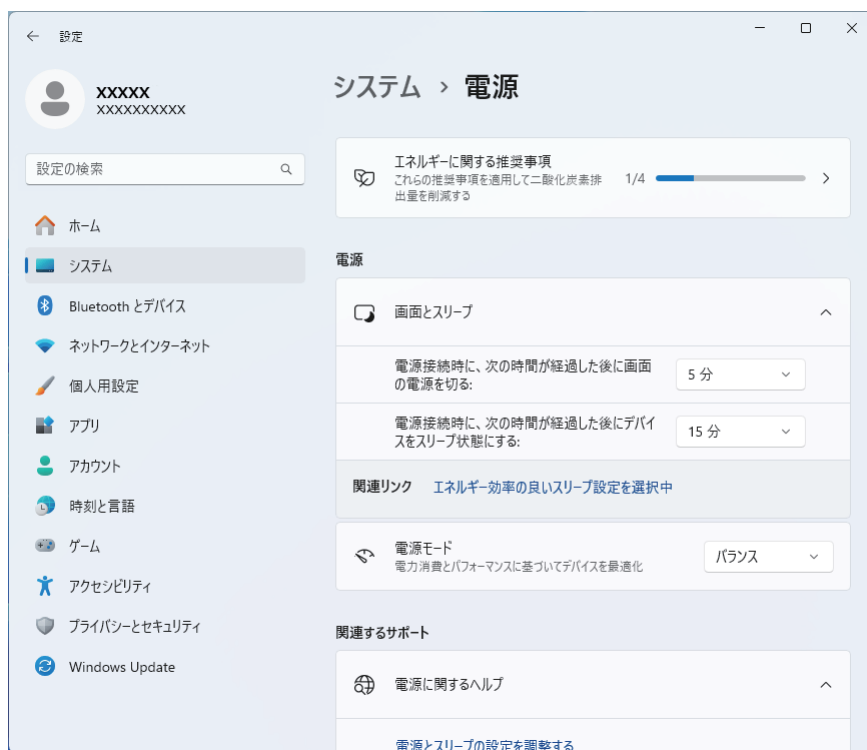 設定
XXXXX
XXXXXXXXXX
設定の検索
ホーム
システム
Bluetooth とデバイス
ネットワークとインターネット
個人用設定
アプリ
アカウント
時刻と言語
ゲーム
アクセシビリティ
プライバシーとセキュリティ
Windows Update
システム › 電源
エネルギーに関する推奨事項
これらの推奨事項を適用して二酸化炭素排
出量を削減する
1/4
電源
画面とスリープ
電源接続時に、次の時間が経過した後に画面
の電源を切る:
5 分
電源接続時に、次の時間が経過した後にデバイ
スをスリープ状態にする:
15 分
関連リンク エネルギー効率の良いスリープ設定を選択中
電源モード
電力消費とパフォーマンスに基づいてデバイスを最適化
バランス
関連するサポート
電源に関するヘルプ
電源とスリープの設定を調整する